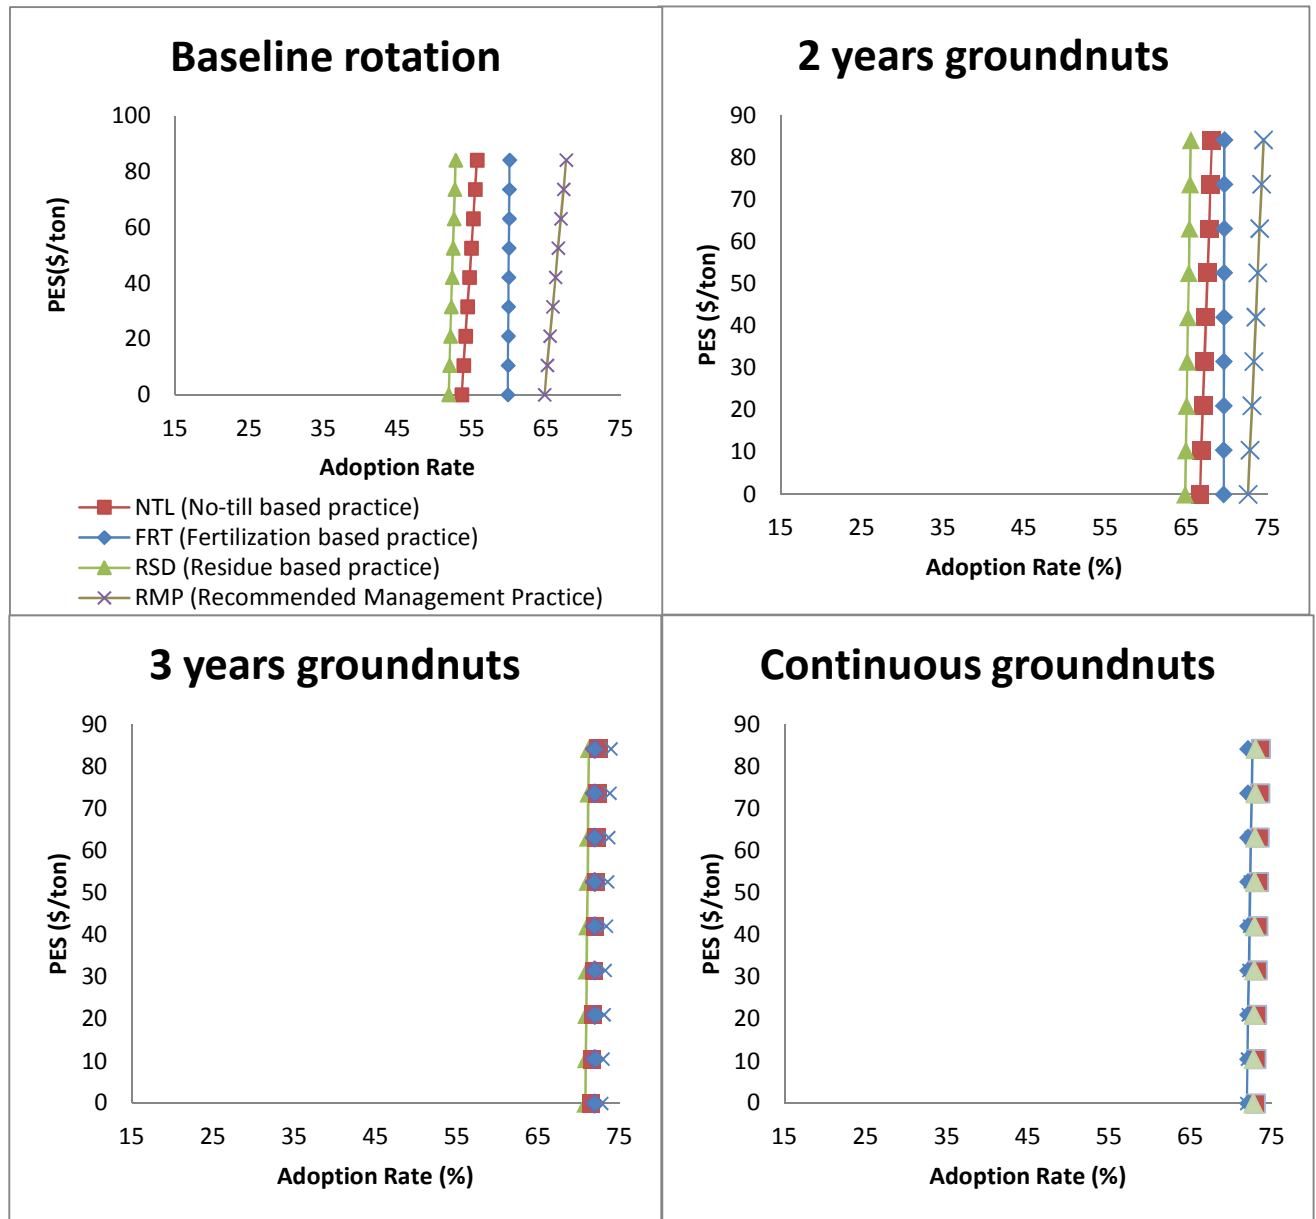 Baseline rotation
100
80
60
40
20
0
PES($/ton)
15 25 35 45 55 65 75
Adoption Rate
NTL (No-till based practice)
FRT (Fertilization based practice)
RSD (Residue based practice)
RMP (Recommended Management Practice)
2 years groundnuts
90
80
70
60
50
40
30
20
10
0
PES ($/ton)
15 25 35 45 55 65 75
Adoption Rate (%)
3 years groundnuts
90
80
70
60
50
40
30
20
10
0
PES ($/ton)
15 25 35 45 55 65 75
Adoption Rate (%)
Continuous groundnuts
90
80
70
60
50
40
30
20
10
0
PES ($/ton)
15 25 35 45 55 65 75
Adoption Rate (%)